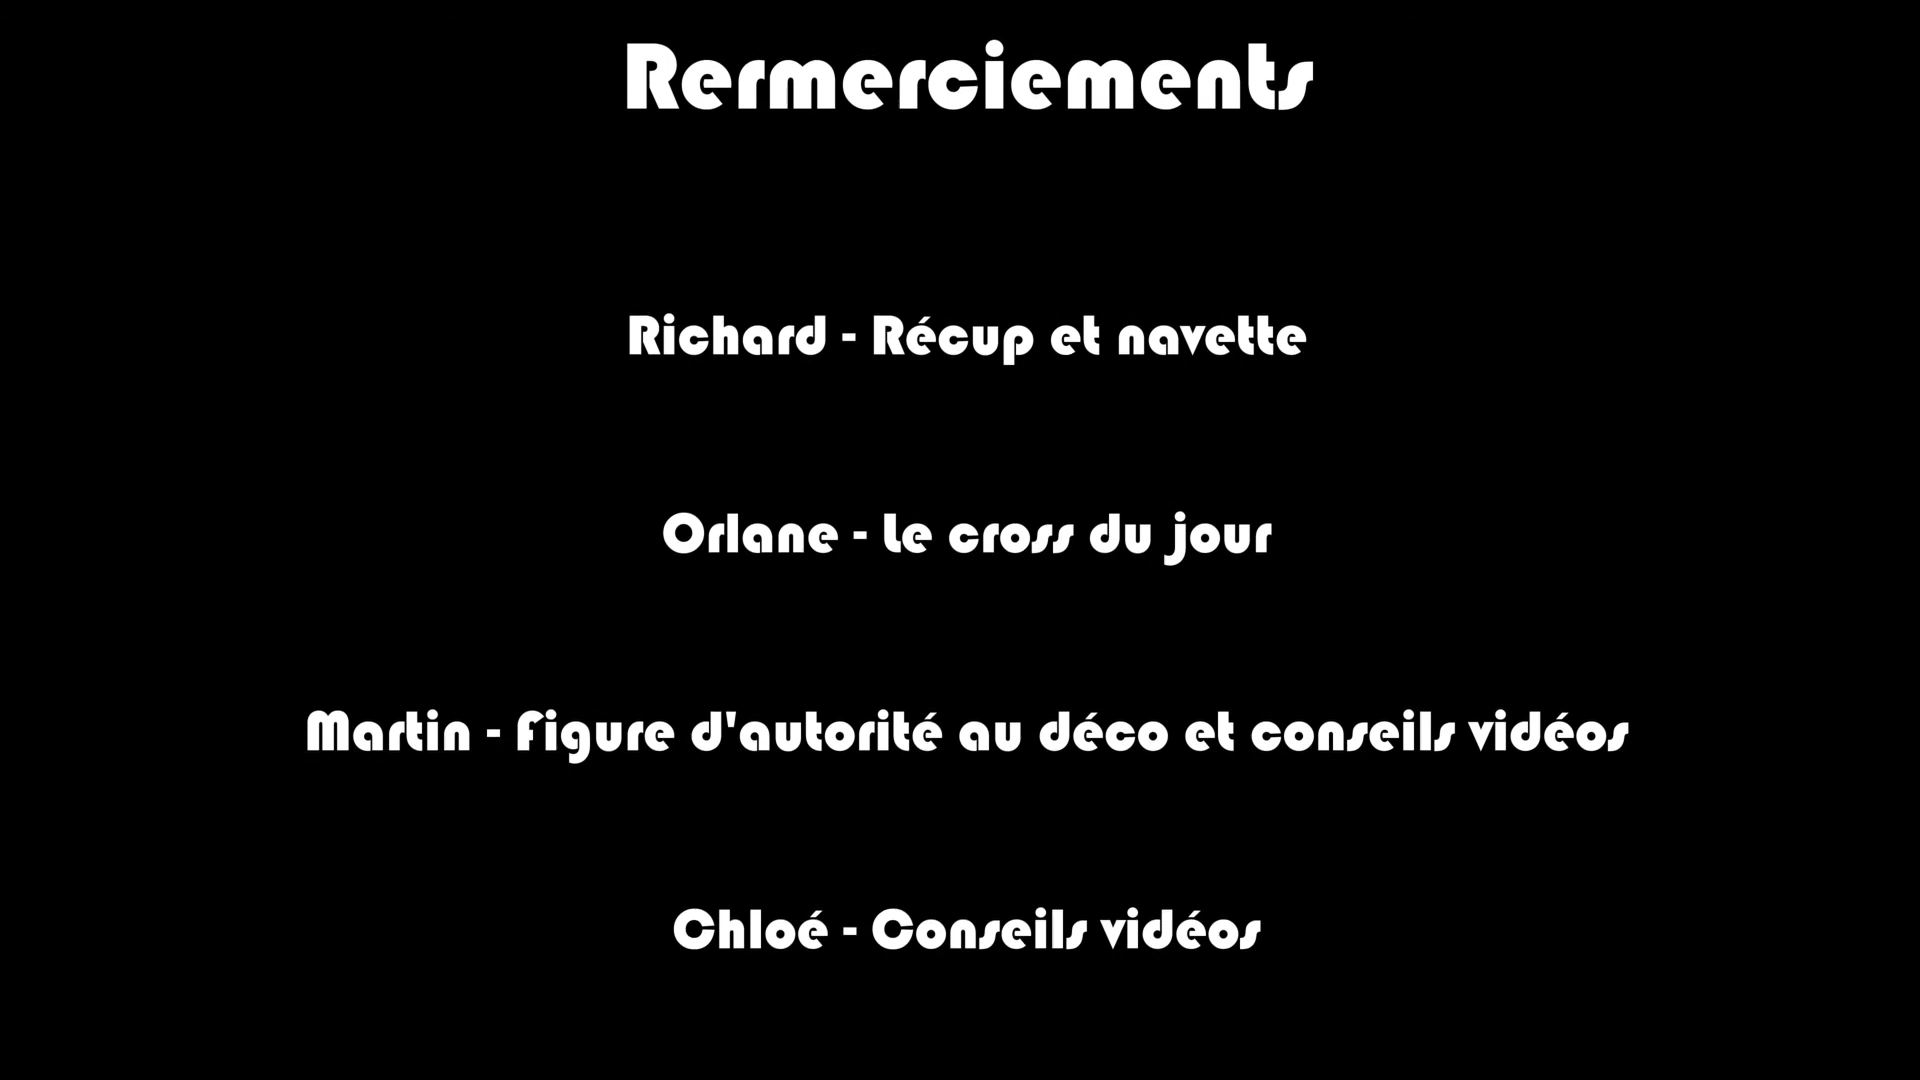 Rermerciements
Richard - Récup et navette
Orlane - Le cross du jour
Martin - Figure d'autorité au déco et conseils vidéos
Chloé - Conseils vidéos